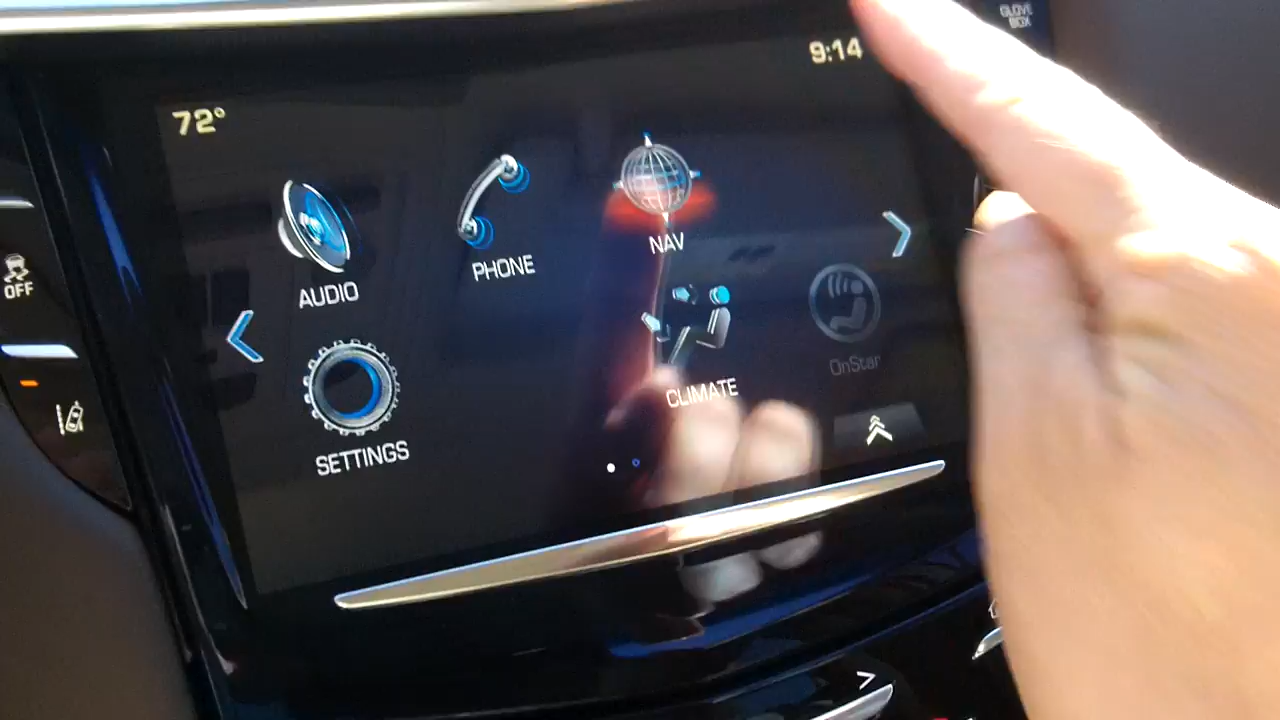 GLOVE
BOX
9:14
72°
AUDIO
PHONE
NAV
OFF
SETTINGS
CLIMATE
OnStar